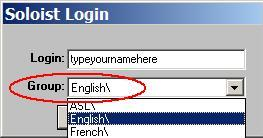 Soloist Login
Login: typeyournamehere
Group: English\
ASL\
English\
French\